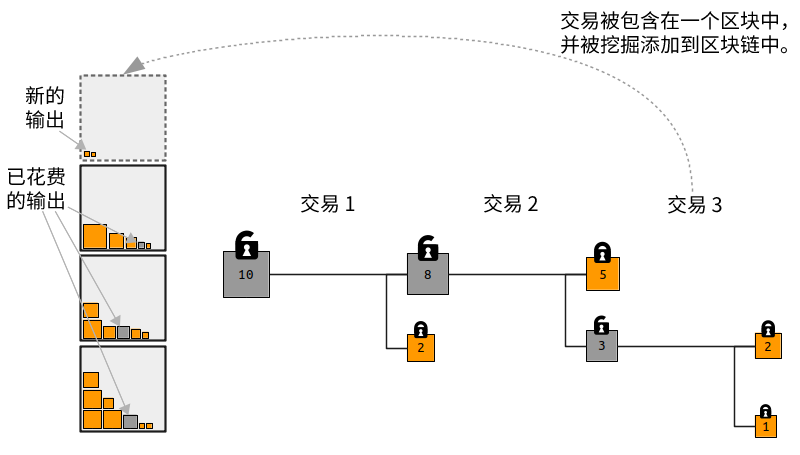 交易被包含在一个区块中，
并被挖掘添加到区块链中。
新的
输出
已花费
的输出
交易 1
交易 2
交易 3
10
8
5
2
3
2
1